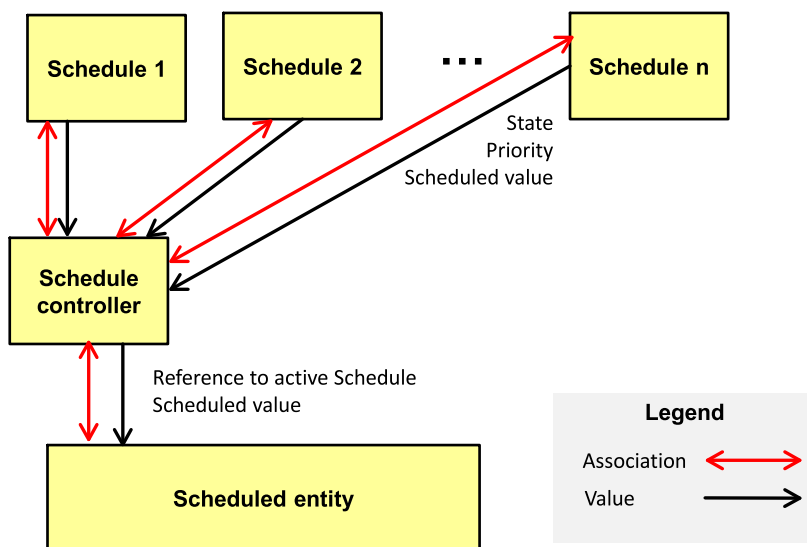 Schedule 1
Schedule 2
...
Schedule n
State
Priority
Scheduled value
Schedule
controller
Reference to active Schedule
Scheduled value
Legend
Association
Value
Scheduled entity